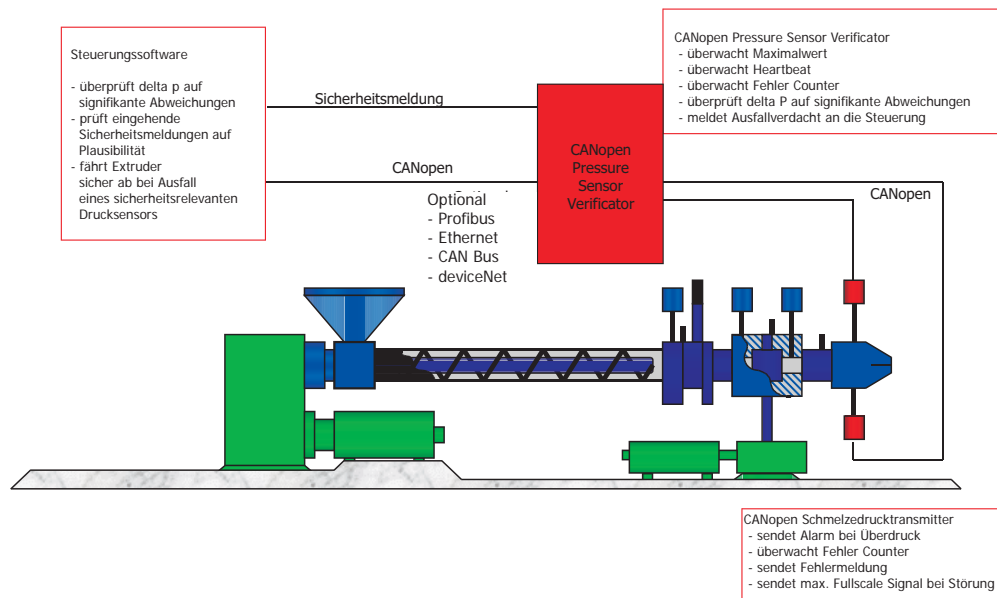 Steuerungssoftware
- überprüft delta p auf
signifikante Abweichungen
- prüft eingehende
Sicherheitsmeldungen auf
Plausibilität
- fährt Extruder
sicher ab bei Ausfall
eines sicherheitsrelevanten
Drucksensors
Sicherheitsmeldung
CANopen
Optional
- Profibus
- Ethernet
- CAN Bus
- deviceNet
CANopen
Pressure
Sensor
Verificator
CANopen Pressure Sensor Verificator
- überwacht Maximalwert
- überwacht Heartbeat
- überwacht Fehler Counter
- überprüft delta P auf signifikante Abweichungen
- meldet Ausfallverdacht an die Steuerung
CANopen
CANopen Schmelzedrucktransmitter
- sendet Alarm bei Überdruck
- überwacht Fehler Counter
- sendet Fehlermeldung
- sendet max. Fullscale Signal bei Störung